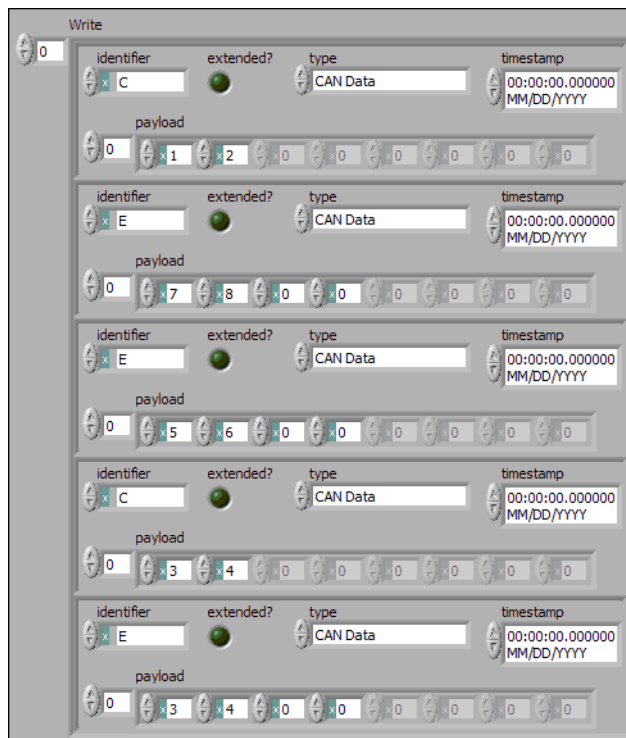 Write
0
identifier extended? type timestamp
x C CAN Data 00:00:00.000000
MM/DD/YYYY
payload
0 x 1 x 2 x 0 x 0 x 0 x 0 x 0 x 0
identifier extended? type timestamp
x E CAN Data 00:00:00.000000
MM/DD/YYYY
payload
0 x 7 x 8 x 0 x 0 x 0 x 0 x 0 x 0
identifier extended? type timestamp
x E CAN Data 00:00:00.000000
MM/DD/YYYY
payload
0 x 5 x 6 x 0 x 0 x 0 x 0 x 0 x 0
identifier extended? type timestamp
x C CAN Data 00:00:00.000000
MM/DD/YYYY
payload
0 x 3 x 4 x 0 x 0 x 0 x 0 x 0 x 0
identifier extended? type timestamp
x E CAN Data 00:00:00.000000
MM/DD/YYYY
payload
0 x 3 x 4 x 0 x 0 x 0 x 0 x 0 x 0